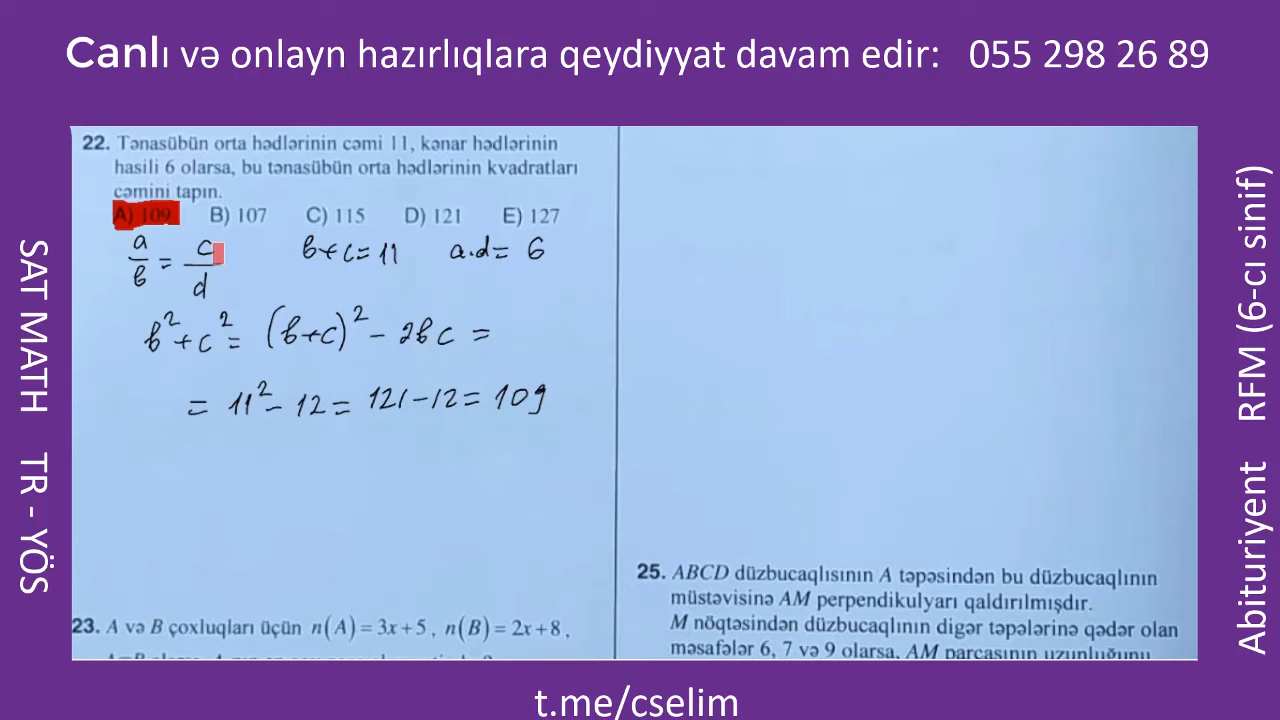 Canlı və onlayn hazırlıqlara qeydiyyat davam edir: 055 298 26 89
SAT MATH TR - YÖS
22. Tənasübün orta hədlərinin cəmi 11, kənar hədlərinin
hasili 6 olarsa, bu tənasübün orta hədlərinin kvadratları
cəmini tapın.
A) 109 B) 107 C) 115 D) 121 E) 127
a/b = c/d b+c=11 a.d= 6
b²+c²= (b+c)² - 2bc =
= 11² - 12 = 121-12= 109
23. A və B çoxluqları üçün n(A)=3x+5, n(B)=2x+8,
25. ABCD düzbucaqlısının A təpəsindən bu düzbucaqlının
müstəvisinə AM perpendikulyarı qaldırılmışdır.
M nöqtəsindən düzbucaqlının digər təpələrinə qədər olan
məsafələr 6, 7 və 9 olarsa, AM parçasının uzunluğunu
Abituriyent RFM (6-cı sinif)
t.me/cselim